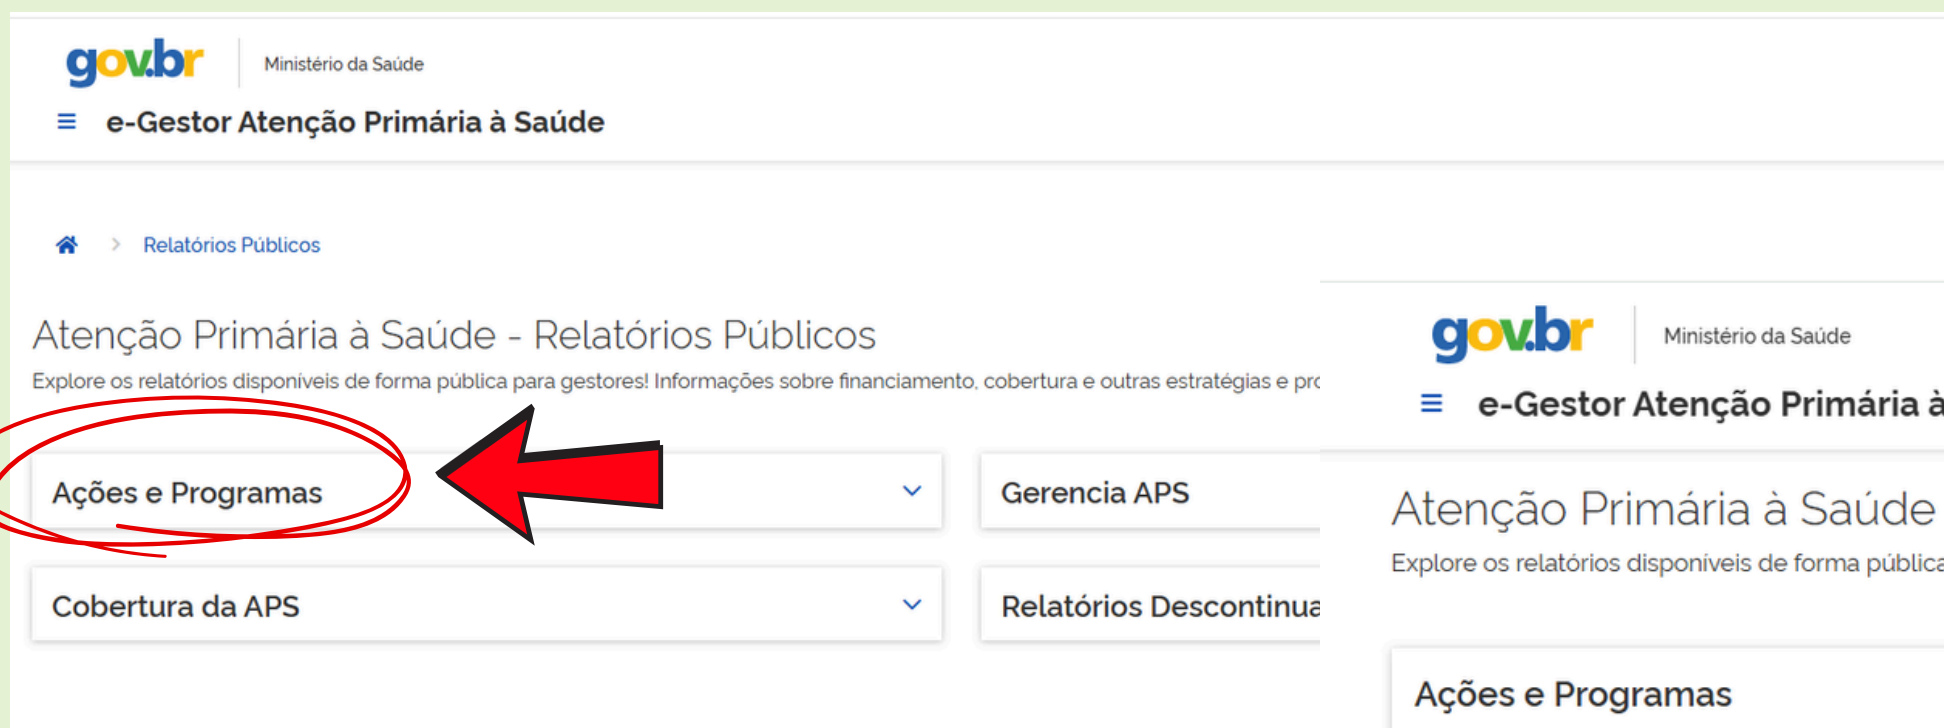 gov.br
Ministério da Saúde
e-Gestor Atenção Primária à Saúde
Relatórios Públicos
Atenção Primária à Saúde - Relatórios Públicos
Explore os relatórios disponíveis de forma pública para gestores! Informações sobre financiamento, cobertura e outras estratégias e pro
Ações e Programas
Gerencia APS
Cobertura da APS
Relatórios Descontinua
gov.br
Ministério da Saúde
e-Gestor Atenção Primária à
Atenção Primária à Saúde
Explore os relatórios disponíveis de forma pública
Ações e Programas